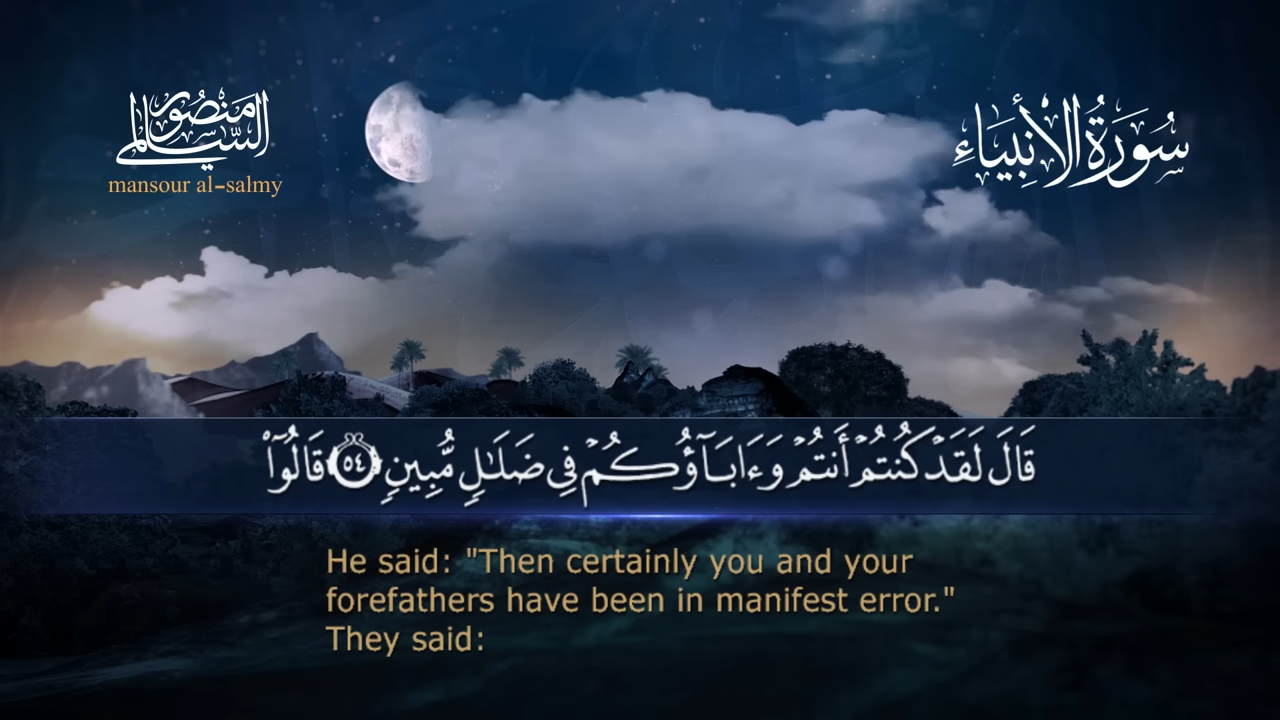 منصور السالمي
mansour al-salmy
سُورَةُ الأَنبِيَاءِ
قَالَ لَقَدْ كُنتُمْ أَنتُمْ وَءَابَآؤُكُمْ فِي ضَلَٰلٍ مُّبِينٍ ٥٤ قَالُوٓا۟
He said: "Then certainly you and your
forefathers have been in manifest error."
They said: